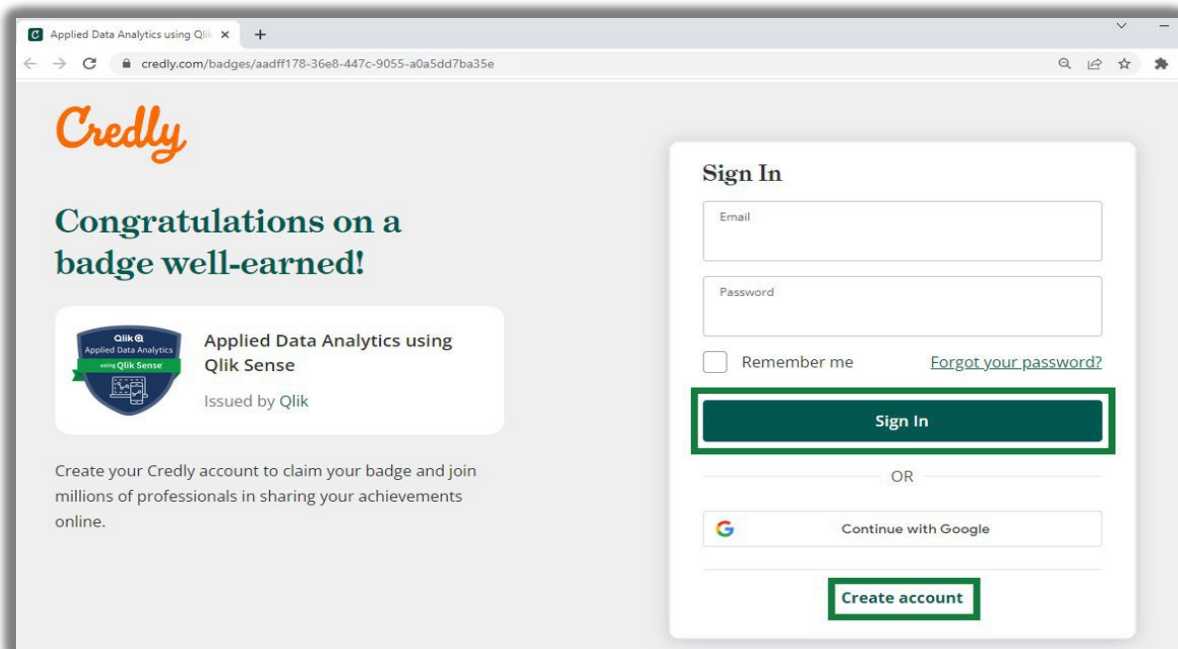 Applied Data Analytics using Qlik
credly.com/badges/aadff178-36e8-447c-9055-a0a5dd7ba35e
Credly
Congratulations on a
badge well-earned!
Qlik
Applied Data Analytics
using Qlik Sense
Applied Data Analytics using
Qlik Sense
Issued by Qlik
Create your Credly account to claim your badge and join
millions of professionals in sharing your achievements
online.
Sign In
Email
Password
Remember me Forgot your password?
Sign In
OR
Continue with Google
Create account